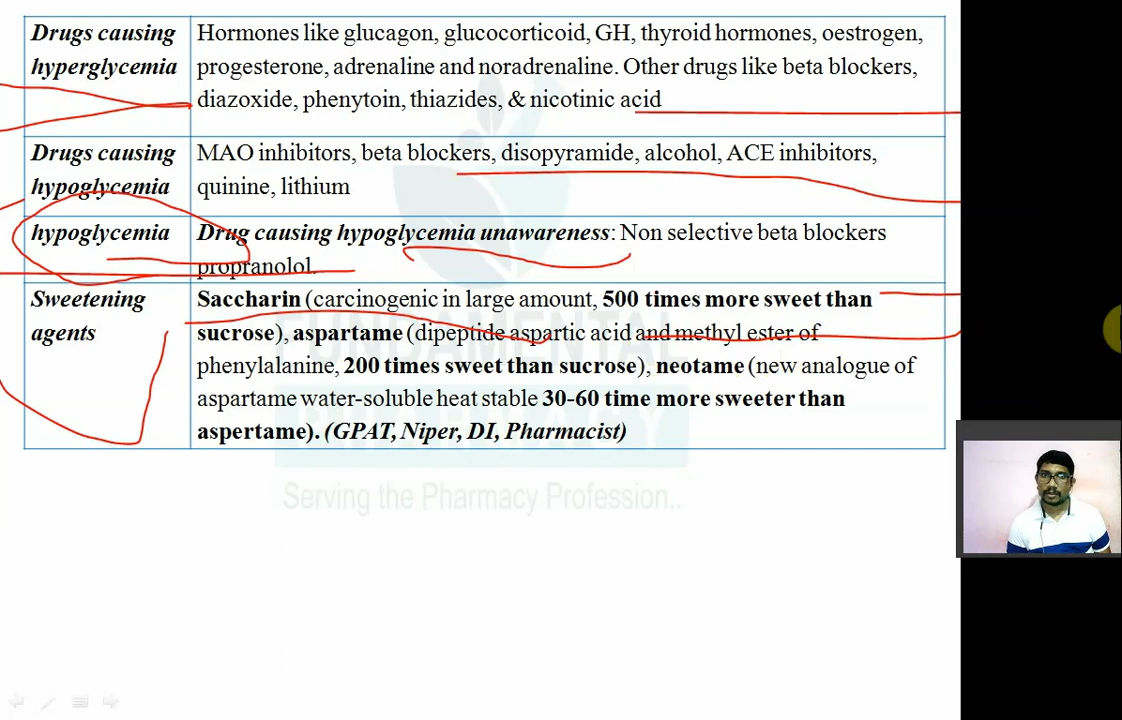 Drugs causing
hyperglycemia
Hormones like glucagon, glucocorticoid, GH, thyroid hormones, oestrogen,
progesterone, adrenaline and noradrenaline. Other drugs like beta blockers,
diazoxide, phenytoin, thiazides, & nicotinic acid
Drugs causing
hypoglycemia
MAO inhibitors, beta blockers, disopyramide, alcohol, ACE inhibitors,
quinine, lithium
hypoglycemia
Drug causing hypoglycemia unawareness: Non selective beta blockers
propranolol.
Sweetening
agents
Saccharin (carcinogenic in large amount, 500 times more sweet than
sucrose), aspartame (dipeptide aspartic acid and methyl ester of
phenylalanine, 200 times sweet than sucrose), neotame (new analogue of
aspartame water-soluble heat stable 30-60 time more sweeter than
aspertame). (GPAT, Niper, DI, Pharmacist)
FUNDAMENTAL
PHARMACY
Serving the Pharmacy Profession..